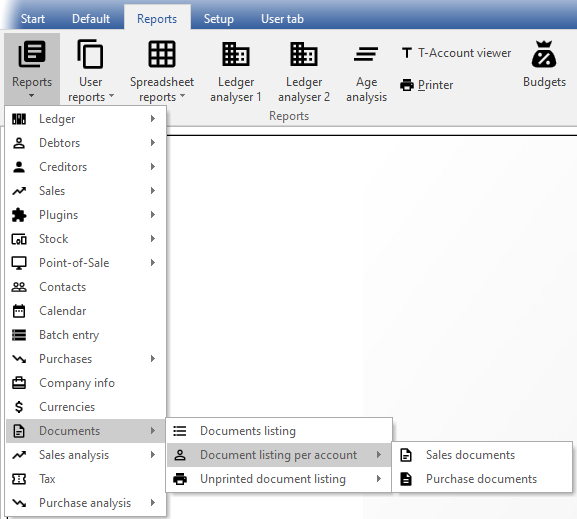 Start Default Reports Setup User tab
Reports User reports Spreadsheet reports Ledger analyser 1 Ledger analyser 2 Age analysis T-Account viewer Printer Budgets
Reports
Ledger
Debtors
Creditors
Sales
Plugins
Stock
Point-of-Sale
Contacts
Calendar
Batch entry
Purchases
Company info
Currencies
Documents
Sales analysis
Tax
Purchase analysis
Documents listing
Document listing per account
Unprinted document listing
Sales documents
Purchase documents